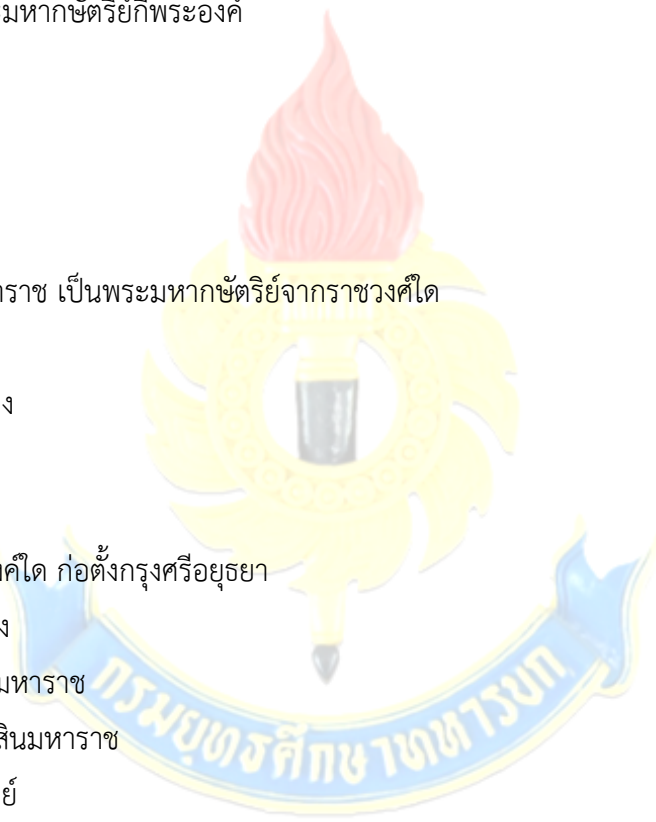 มหากษัตริย์กี่พระองค์
ราช เป็นพระมหากษัตริย์จากราชวงศ์ใด
ง
ค์ใด ก่อตั้งกรุงศรีอยุธยา
ง
มหาราช
สินมหาราช
ย์
กรมยุทธศึกษาทหารบก